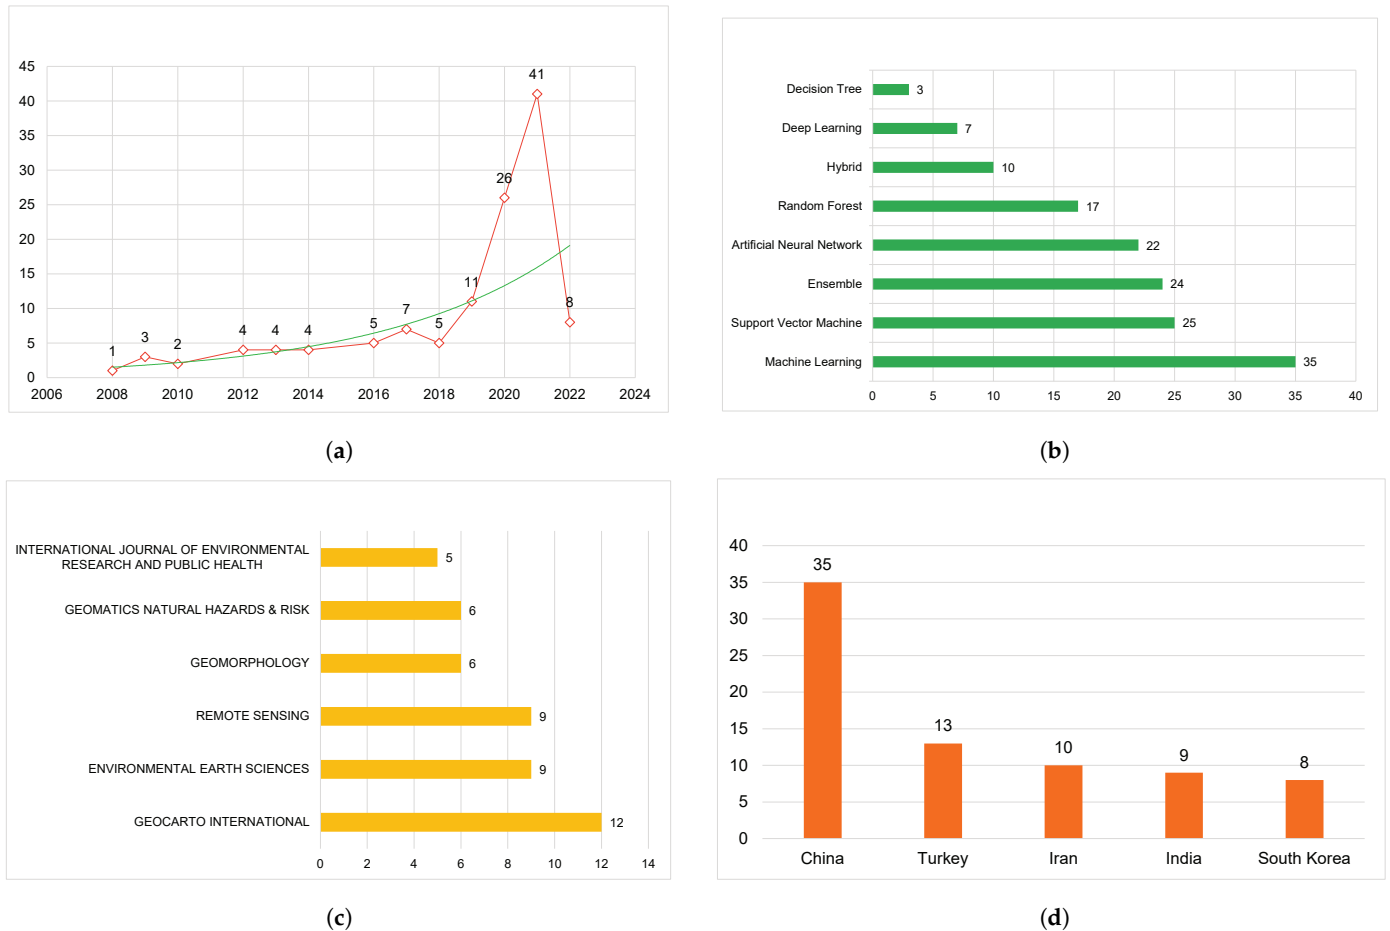 45
40
35
30
25
20
15
10
5
0
2006 2008 2010 2012 2014 2016 2018 2020 2022 2024
1 3 2 4 4 4 5 7 5 11 26 41 8
(a)
Decision Tree 3
Deep Learning 7
Hybrid 10
Random Forest 17
Artificial Neural Network 22
Ensemble 24
Support Vector Machine 25
Machine Learning 35
0 5 10 15 20 25 30 35 40
(b)
INTERNATIONAL JOURNAL OF ENVIRONMENTAL
RESEARCH AND PUBLIC HEALTH 5
GEOMATICS NATURAL HAZARDS & RISK 6
GEOMORPHOLOGY 6
REMOTE SENSING 9
ENVIRONMENTAL EARTH SCIENCES 9
GEOCARTO INTERNATIONAL 12
0 2 4 6 8 10 12 14
(c)
40
35
30
25
20
15
10
5
0
35 13 10 9 8
China Turkey Iran India South Korea
(d)